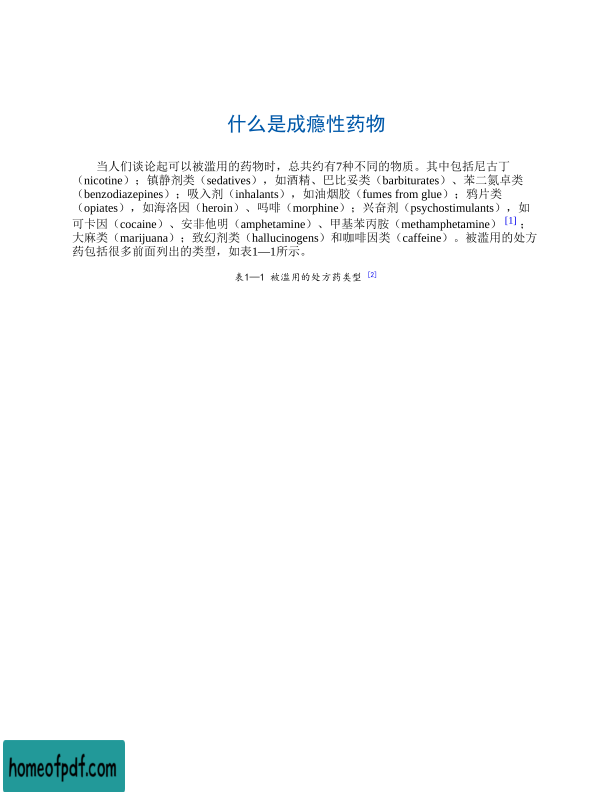 什么是成瘾性药物
当人们谈论起可以被滥用的药物时，总共约有7种不同的物质。其中包括尼古丁
（nicotine）；镇静剂类（sedatives），如酒精、巴比妥类（barbiturates）、苯二氮卓类
（benzodiazepines）；吸入剂（inhalants），如油烟胶（fumes from glue）；鸦片类
（opiates），如海洛因（heroin）、吗啡（morphine）；兴奋剂（psychostimulants），如
可卡因（cocaine）、安非他明（amphetamine）、甲基苯丙胺（methamphetamine） [1] ；
大麻类（marijuana）；致幻剂类（hallucinogens）和咖啡因类（caffeine）。被滥用的处方
药包括很多前面列出的类型，如表1—1所示。
表1—1 被滥用的处方药类型 [2]
homeofpdf.com